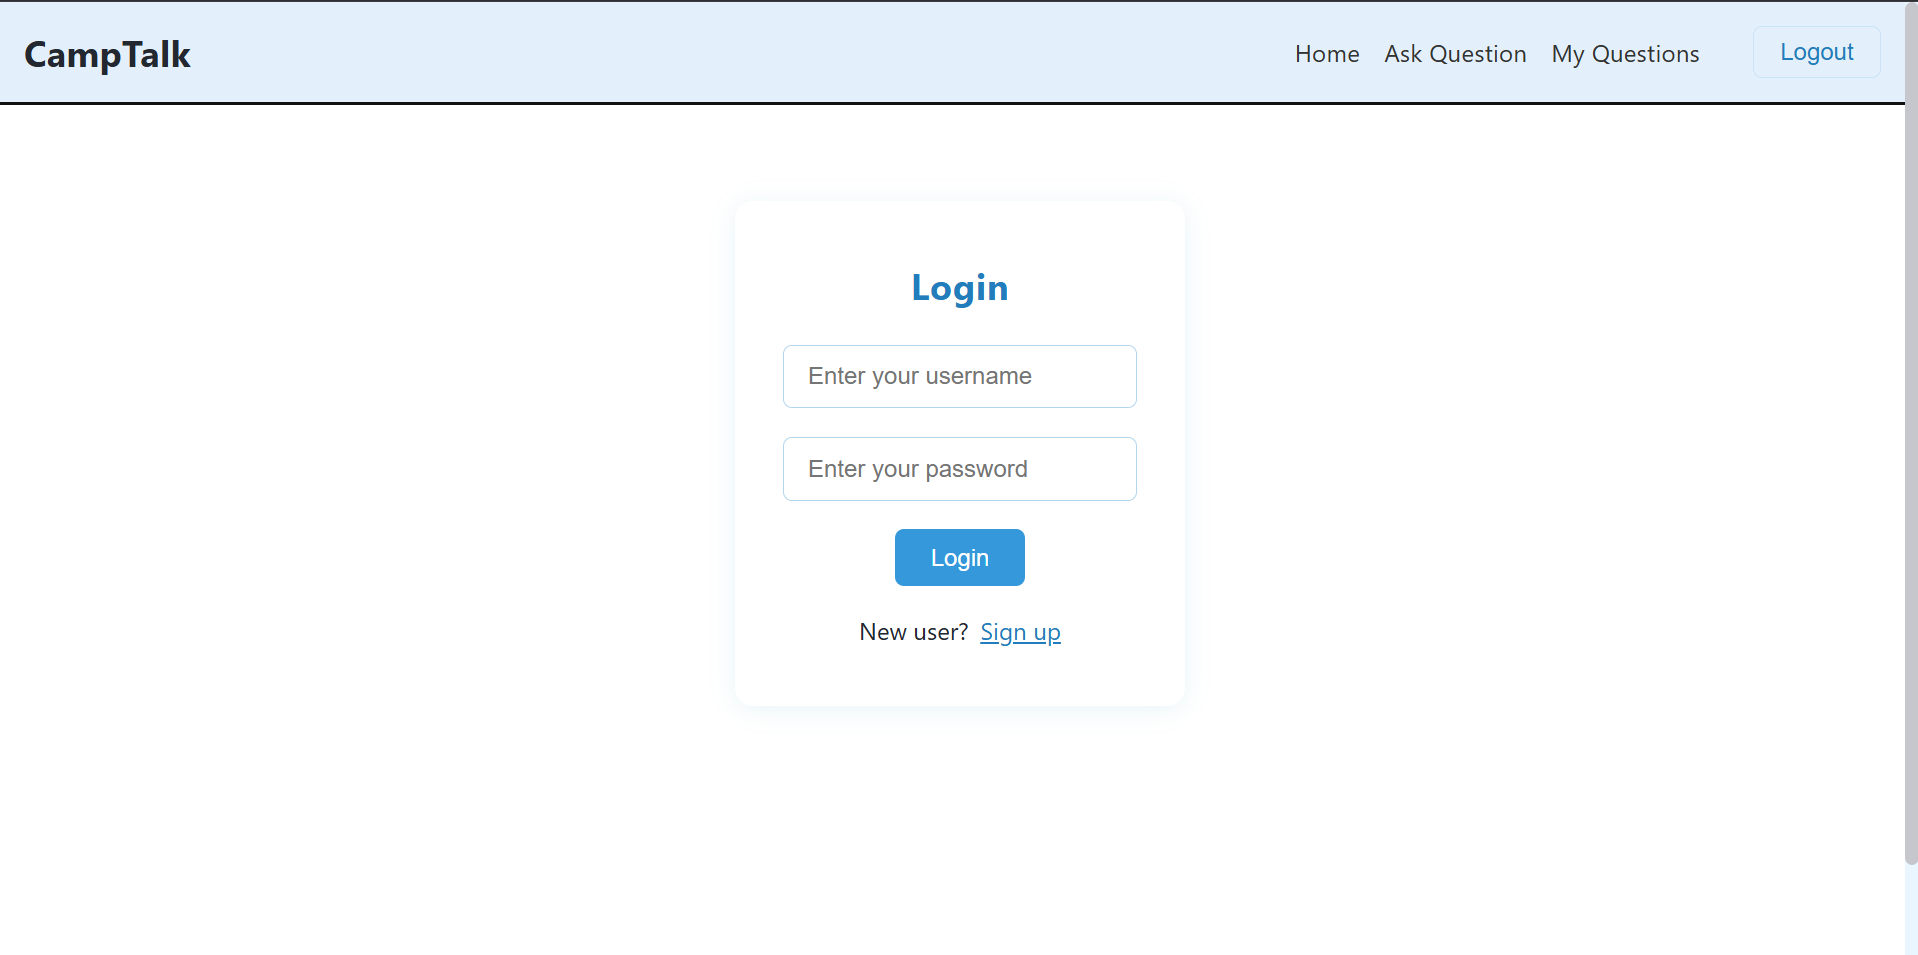 CampTalk
Home Ask Question My Questions Logout
Login
Enter your username
Enter your password
Login
New user? Sign up